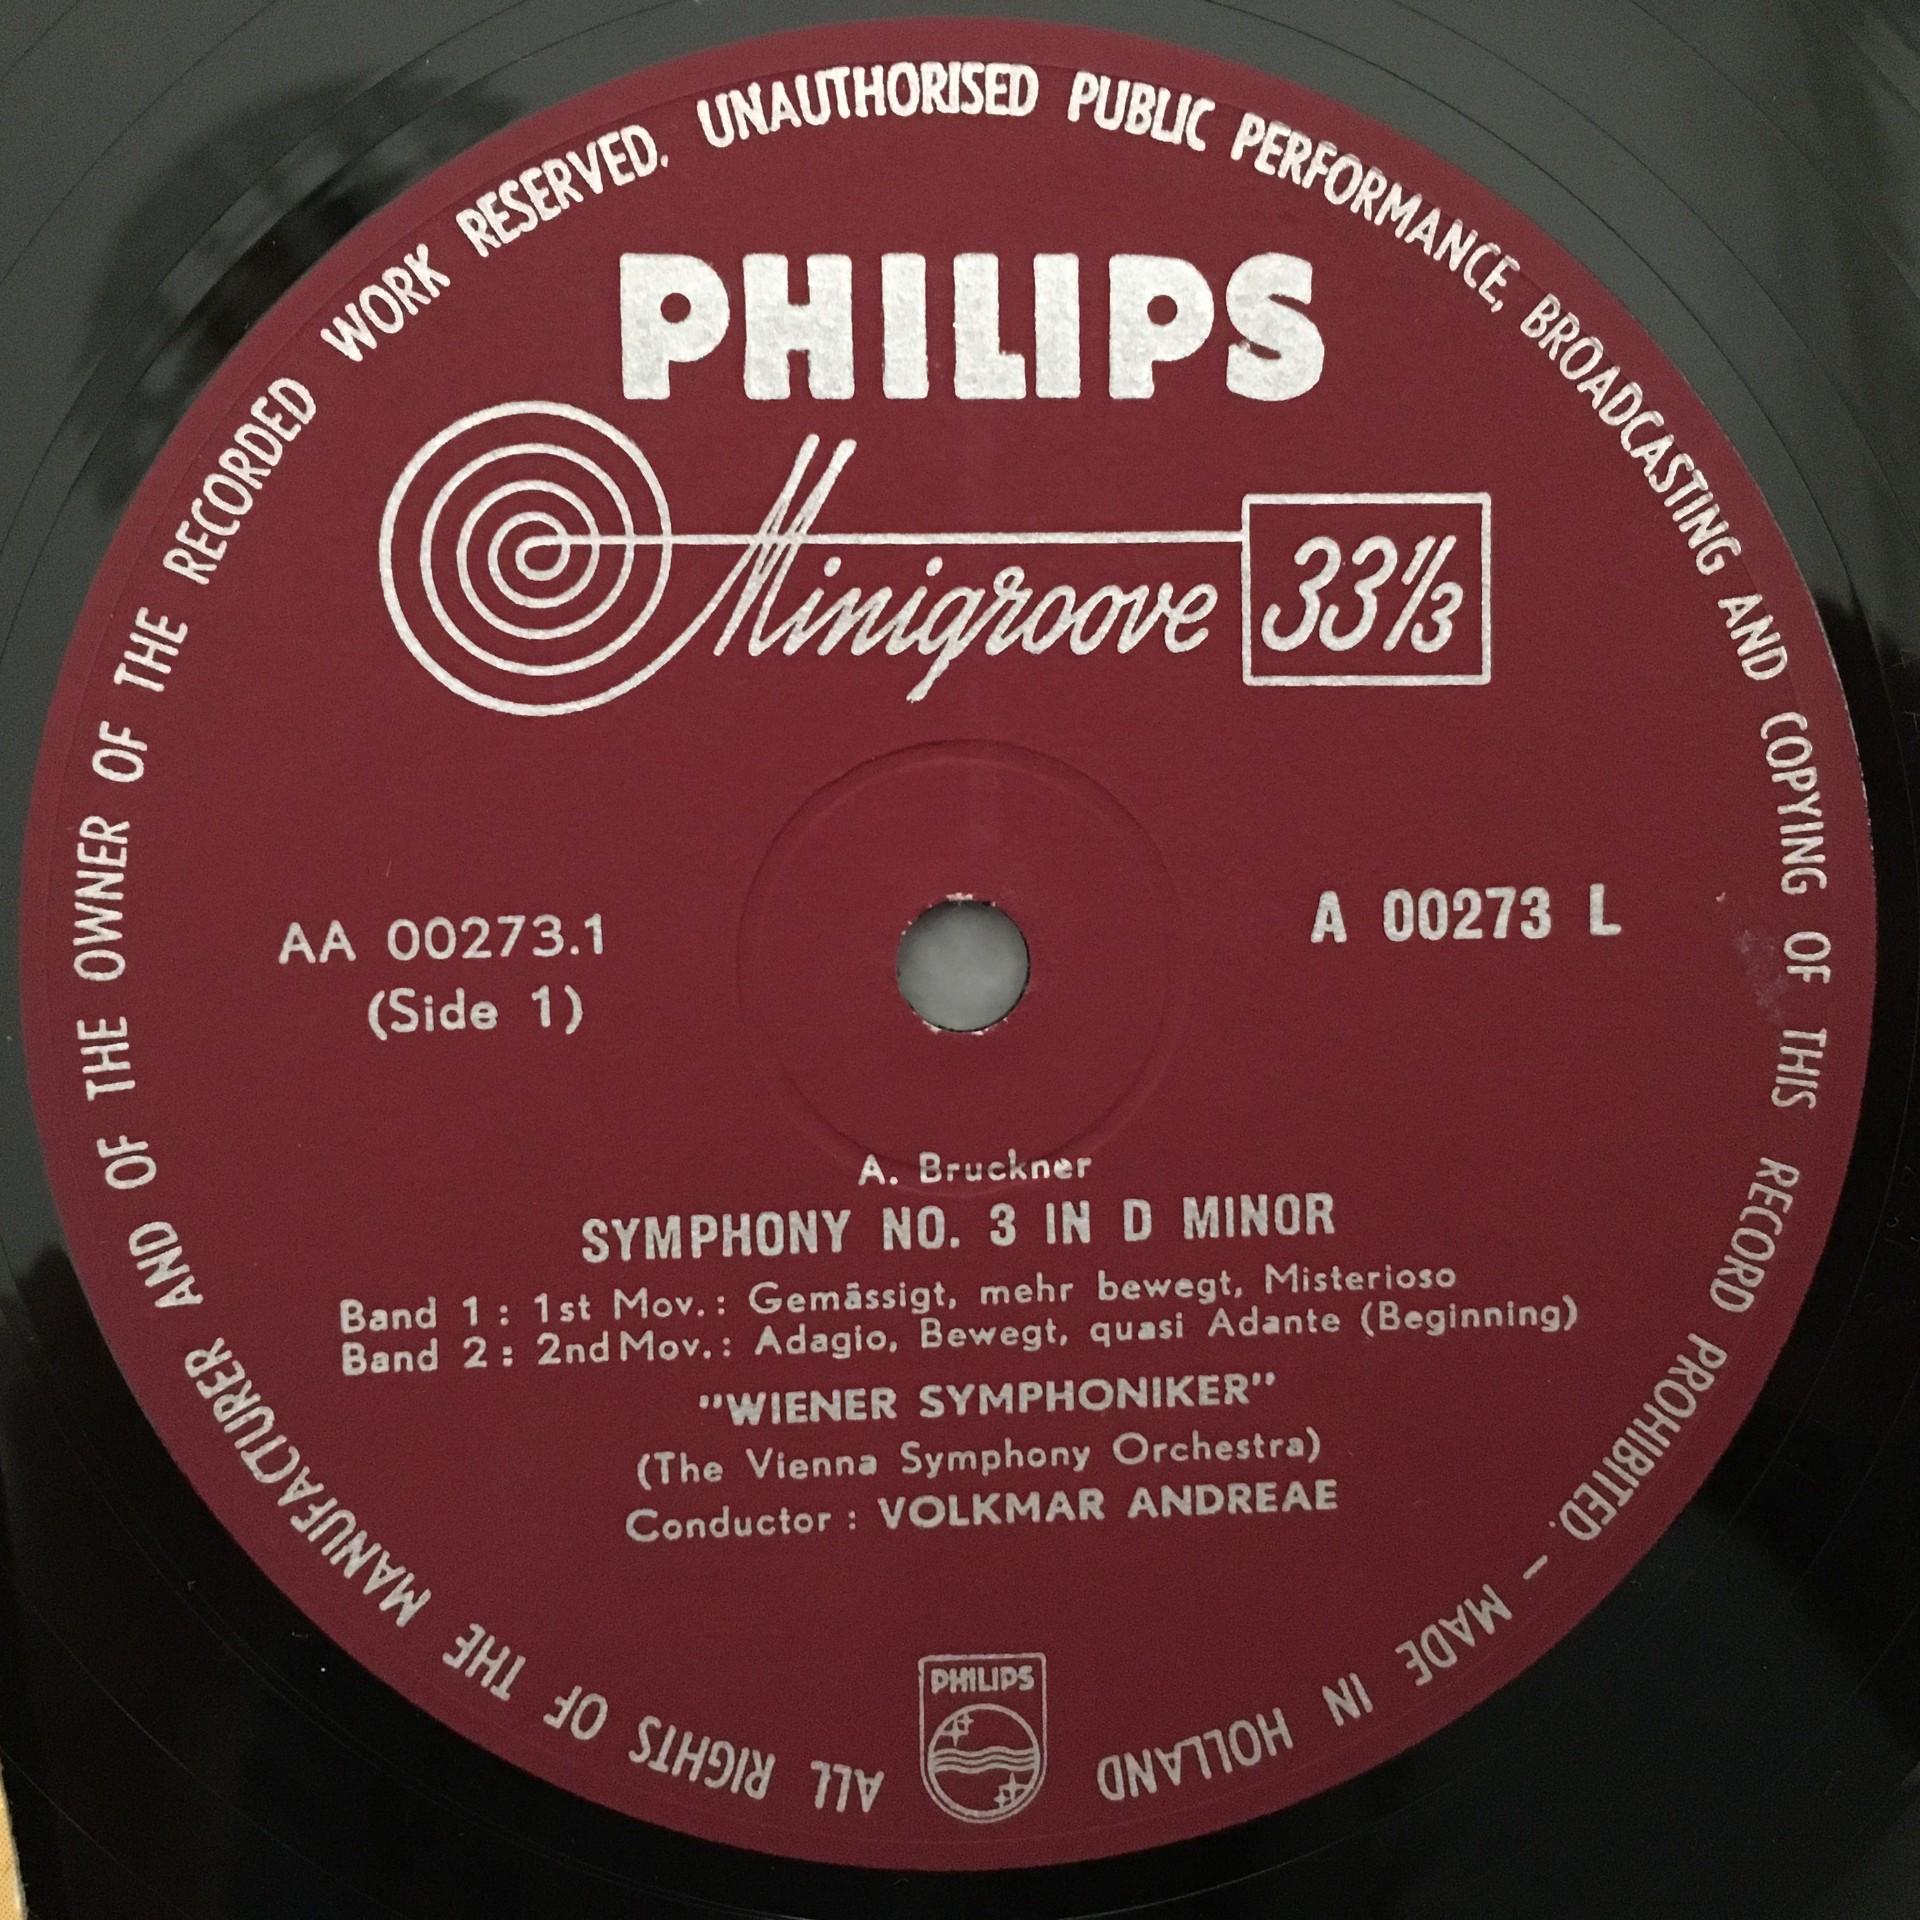 ALL RIGHTS OF THE MANUFACTURER AND OF THE OWNER OF THE RECORDED WORK RESERVED. UNAUTHORISED PUBLIC PERFORMANCE, BROADCASTING AND COPYING OF THIS RECORD PROHIBITED. – MADE IN HOLLAND
PHILIPS
Minigroove 33⅓
AA 00273.1
(Side 1)
A 00273 L
A. Bruckner
SYMPHONY NO. 3 IN D MINOR
Band 1 : 1st Mov.: Gemässigt, mehr bewegt, Misterioso
Band 2 : 2nd Mov.: Adagio, Bewegt, quasi Adante (Beginning)
"WIENER SYMPHONIKER"
(The Vienna Symphony Orchestra)
Conductor : VOLKMAR ANDREAE
PHILIPS